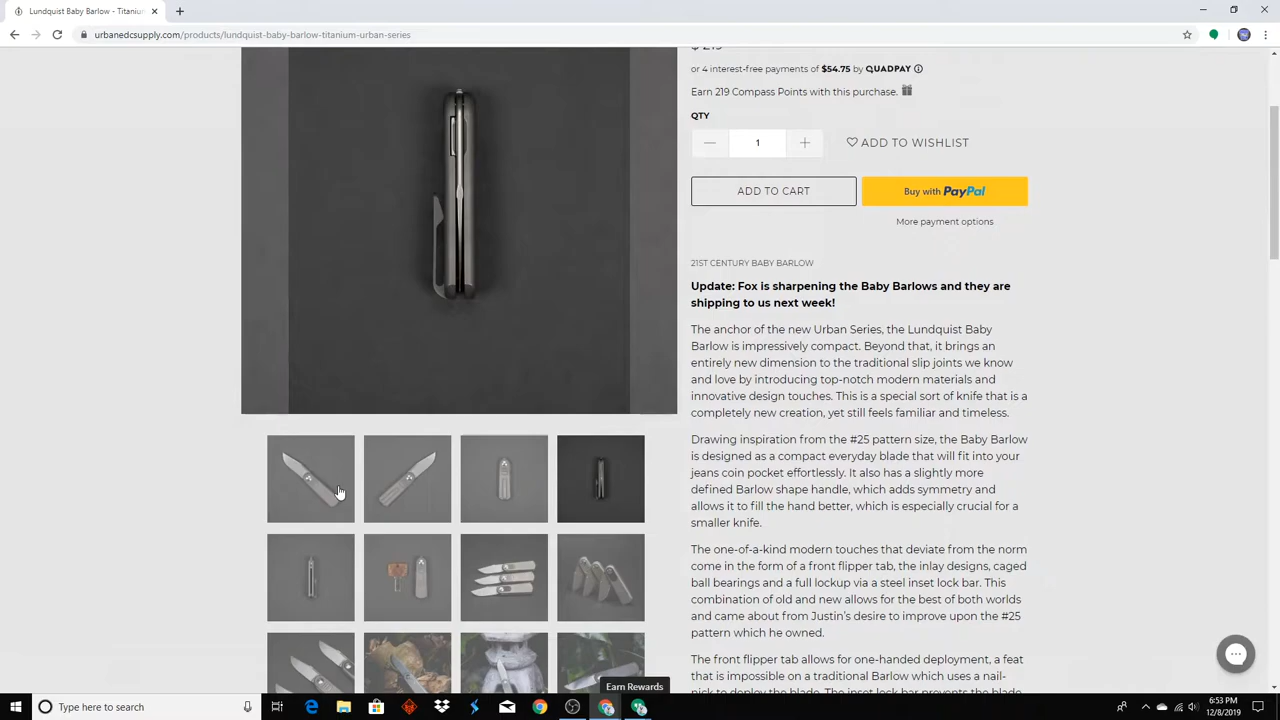 Lundquist Baby Barlow - Titaniu
urbanedcsupply.com/products/lundquist-baby-barlow-titanium-urban-series
or 4 interest-free payments of $54.75 by QUADPAY
Earn 219 Compass Points with this purchase.
QTY
1
ADD TO WISHLIST
ADD TO CART
Buy with PayPal
More payment options
21ST CENTURY BABY BARLOW
Update: Fox is sharpening the Baby Barlows and they are
shipping to us next week!
The anchor of the new Urban Series, the Lundquist Baby
Barlow is impressively compact. Beyond that, it brings an
entirely new dimension to the traditional slip joints we know
and love by introducing top-notch modern materials and
innovative design touches. This is a special sort of knife that is a
completely new creation, yet still feels familiar and timeless.
Drawing inspiration from the #25 pattern size, the Baby Barlow
is designed as a compact everyday blade that will fit into your
jeans coin pocket effortlessly. It also has a slightly more
defined Barlow shape handle, which adds symmetry and
allows it to fill the hand better, which is especially crucial for a
smaller knife.
The one-of-a-kind modern touches that deviate from the norm
come in the form of a front flipper tab, the inlay designs, caged
ball bearings and a full lockup via a steel inset lock bar. This
combination of old and new allows for the best of both worlds
and came about from Justin's desire to improve upon the #25
pattern which he owned.
The front flipper tab allows for one-handed deployment, a feat
that is impossible on a traditional Barlow which uses a nail-
nick to deploy the blade. The inset lock bar prevents the blade
Earn Rewards
Type here to search
6:53 PM
12/8/2019